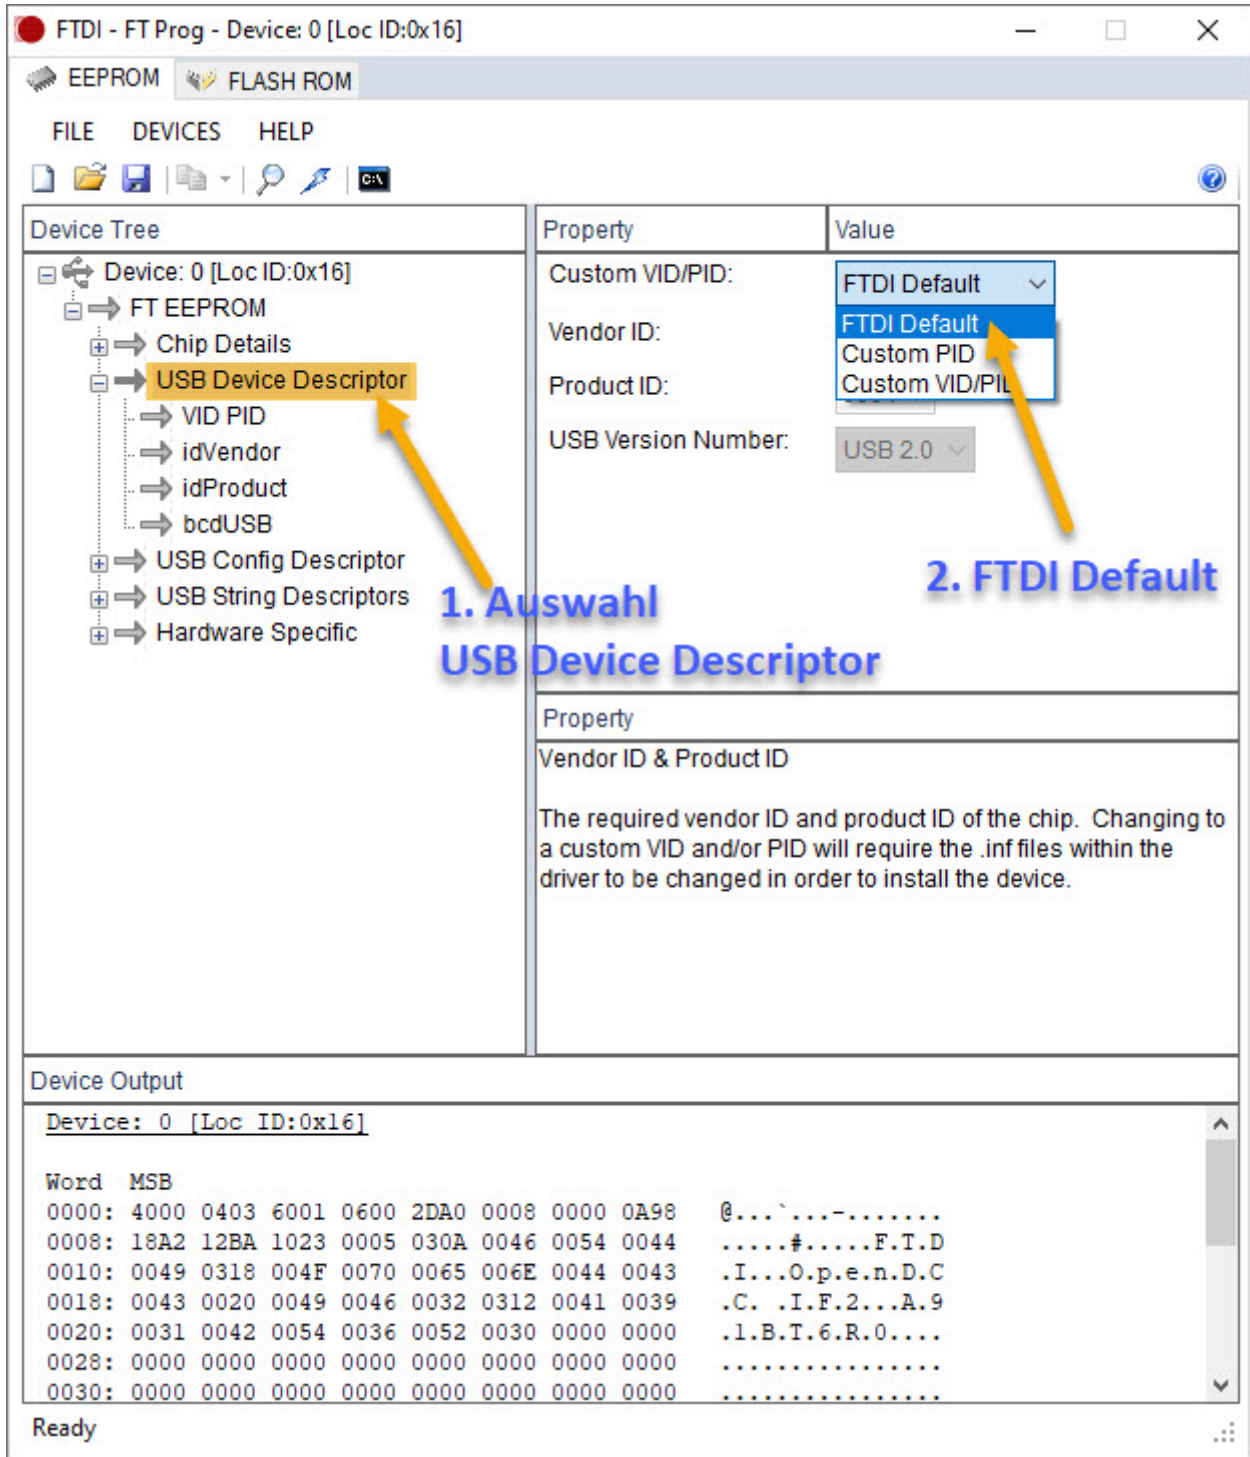 FTDI - FT Prog - Device: 0 [Loc ID:0x16]
EEPROM FLASH ROM
FILE DEVICES HELP
C:\
Device Tree
Property Value
Device: 0 [Loc ID:0x16]
FT EEPROM
Chip Details
USB Device Descriptor
VID PID
idVendor
idProduct
bcdUSB
USB Config Descriptor
USB String Descriptors
Hardware Specific
Custom VID/PID: FTDI Default
FTDI Default
Vendor ID:
Custom PID
Product ID: Custom VID/PID
USB Version Number: USB 2.0
1. Auswahl
USB Device Descriptor
2. FTDI Default
Property
Vendor ID & Product ID
The required vendor ID and product ID of the chip. Changing to
a custom VID and/or PID will require the .inf files within the
driver to be changed in order to install the device.
Device Output
Device: 0 [Loc ID:0x16]
Word MSB
0000: 4000 0403 6001 0600 2DA0 0008 0000 0A98 @...`...-.......
0008: 18A2 12BA 1023 0005 030A 0046 0054 0044 .....#.....F.T.D
0010: 0049 0318 004F 0070 0065 006E 0044 0043 .I...O.p.e.n.D.C
0018: 0043 0020 0049 0046 0032 0312 0041 0039 .C. .I.F.2...A.9
0020: 0031 0042 0054 0036 0052 0030 0000 0000 .1.B.T.6.R.0....
0028: 0000 0000 0000 0000 0000 0000 0000 0000 ................
0030: 0000 0000 0000 0000 0000 0000 0000 0000 ................
Ready